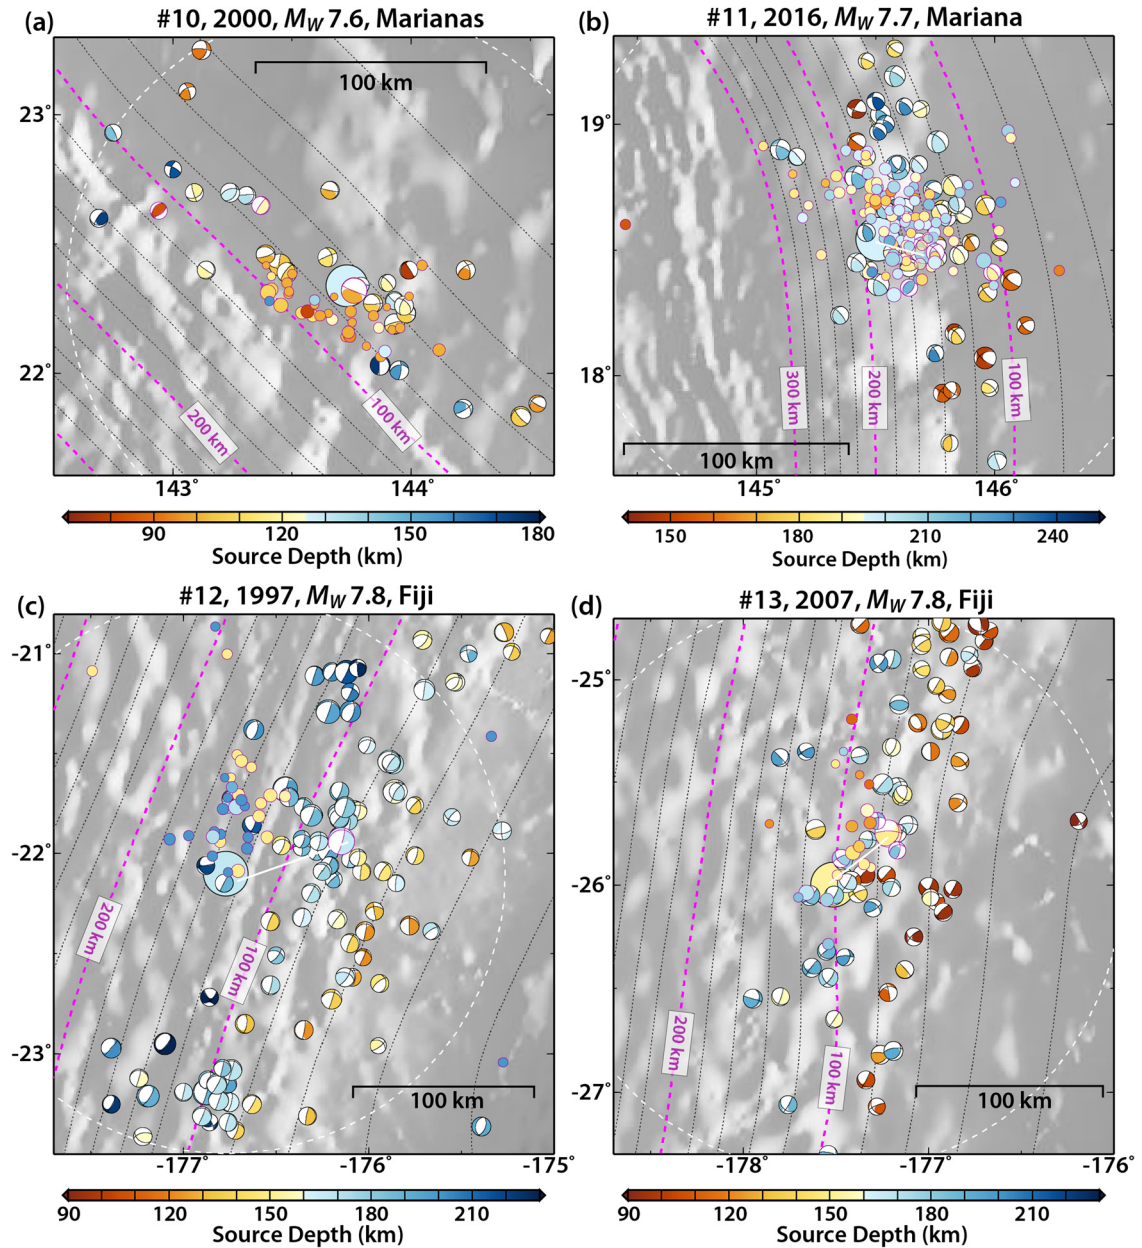 (a) #10, 2000, MW 7.6, Marianas
100 km
23°
22°
200 km
100 km
143° 144°
90 120 150 180
Source Depth (km)
(b) #11, 2016, MW 7.7, Mariana
19°
18°
300 km
200 km
100 km
100 km
145° 146°
150 180 210 240
Source Depth (km)
(c) #12, 1997, MW 7.8, Fiji
-21°
-22°
-23°
200 km
100 km
100 km
-177° -176° -175°
90 120 150 180 210
Source Depth (km)
(d) #13, 2007, MW 7.8, Fiji
-25°
-26°
-27°
200 km
100 km
100 km
-178° -177° -176°
90 120 150 180 210
Source Depth (km)